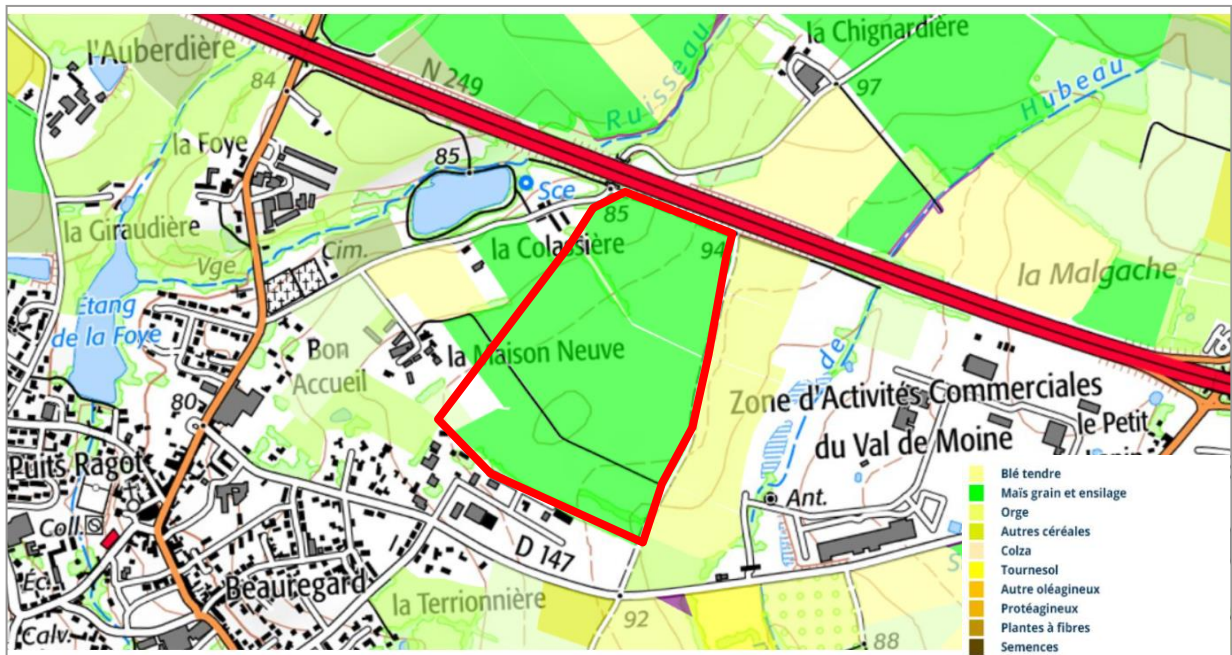 l'Auberdière
84
N 249
Ruisseau
la Chignardière
97
Hubeau
la Foye
85
Sce
85
la Giraudière
Cim.
la Colassière
94
la Malgache
Vge
Étang
de la Foye
Bon
Accueil
la Maison Neuve
80
Zone d'Activités Commerciales
du Val de Moine
de
le Petit
Puits Ragot
Coll.
Ant.
D 147
Éc.
Beauregard
Calv.
la Terrionnière
92
88
Blé tendre
Maïs grain et ensilage
Orge
Autres céréales
Colza
Tournesol
Autre oléagineux
Protéagineux
Plantes à fibres
Semences